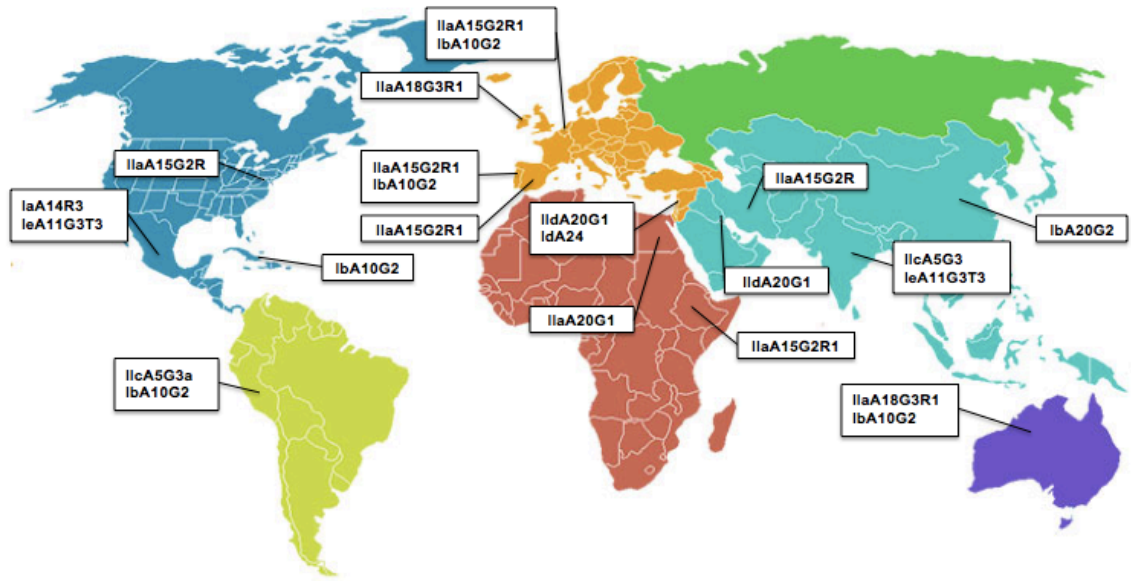 IIaA15G2R1
IbA10G2
IIaA18G3R1
IIaA15G2R
IIaA15G2R1
IbA10G2
IIaA15G2R
IaA14R3
IeA11G3T3
IIaA15G2R1
IIdA20G1
IdA24
IbA20G2
IbA10G2
IIdA20G1
IIcA5G3
IeA11G3T3
IIaA20G1
IIaA15G2R1
IIcA5G3a
IbA10G2
IIaA18G3R1
IbA10G2